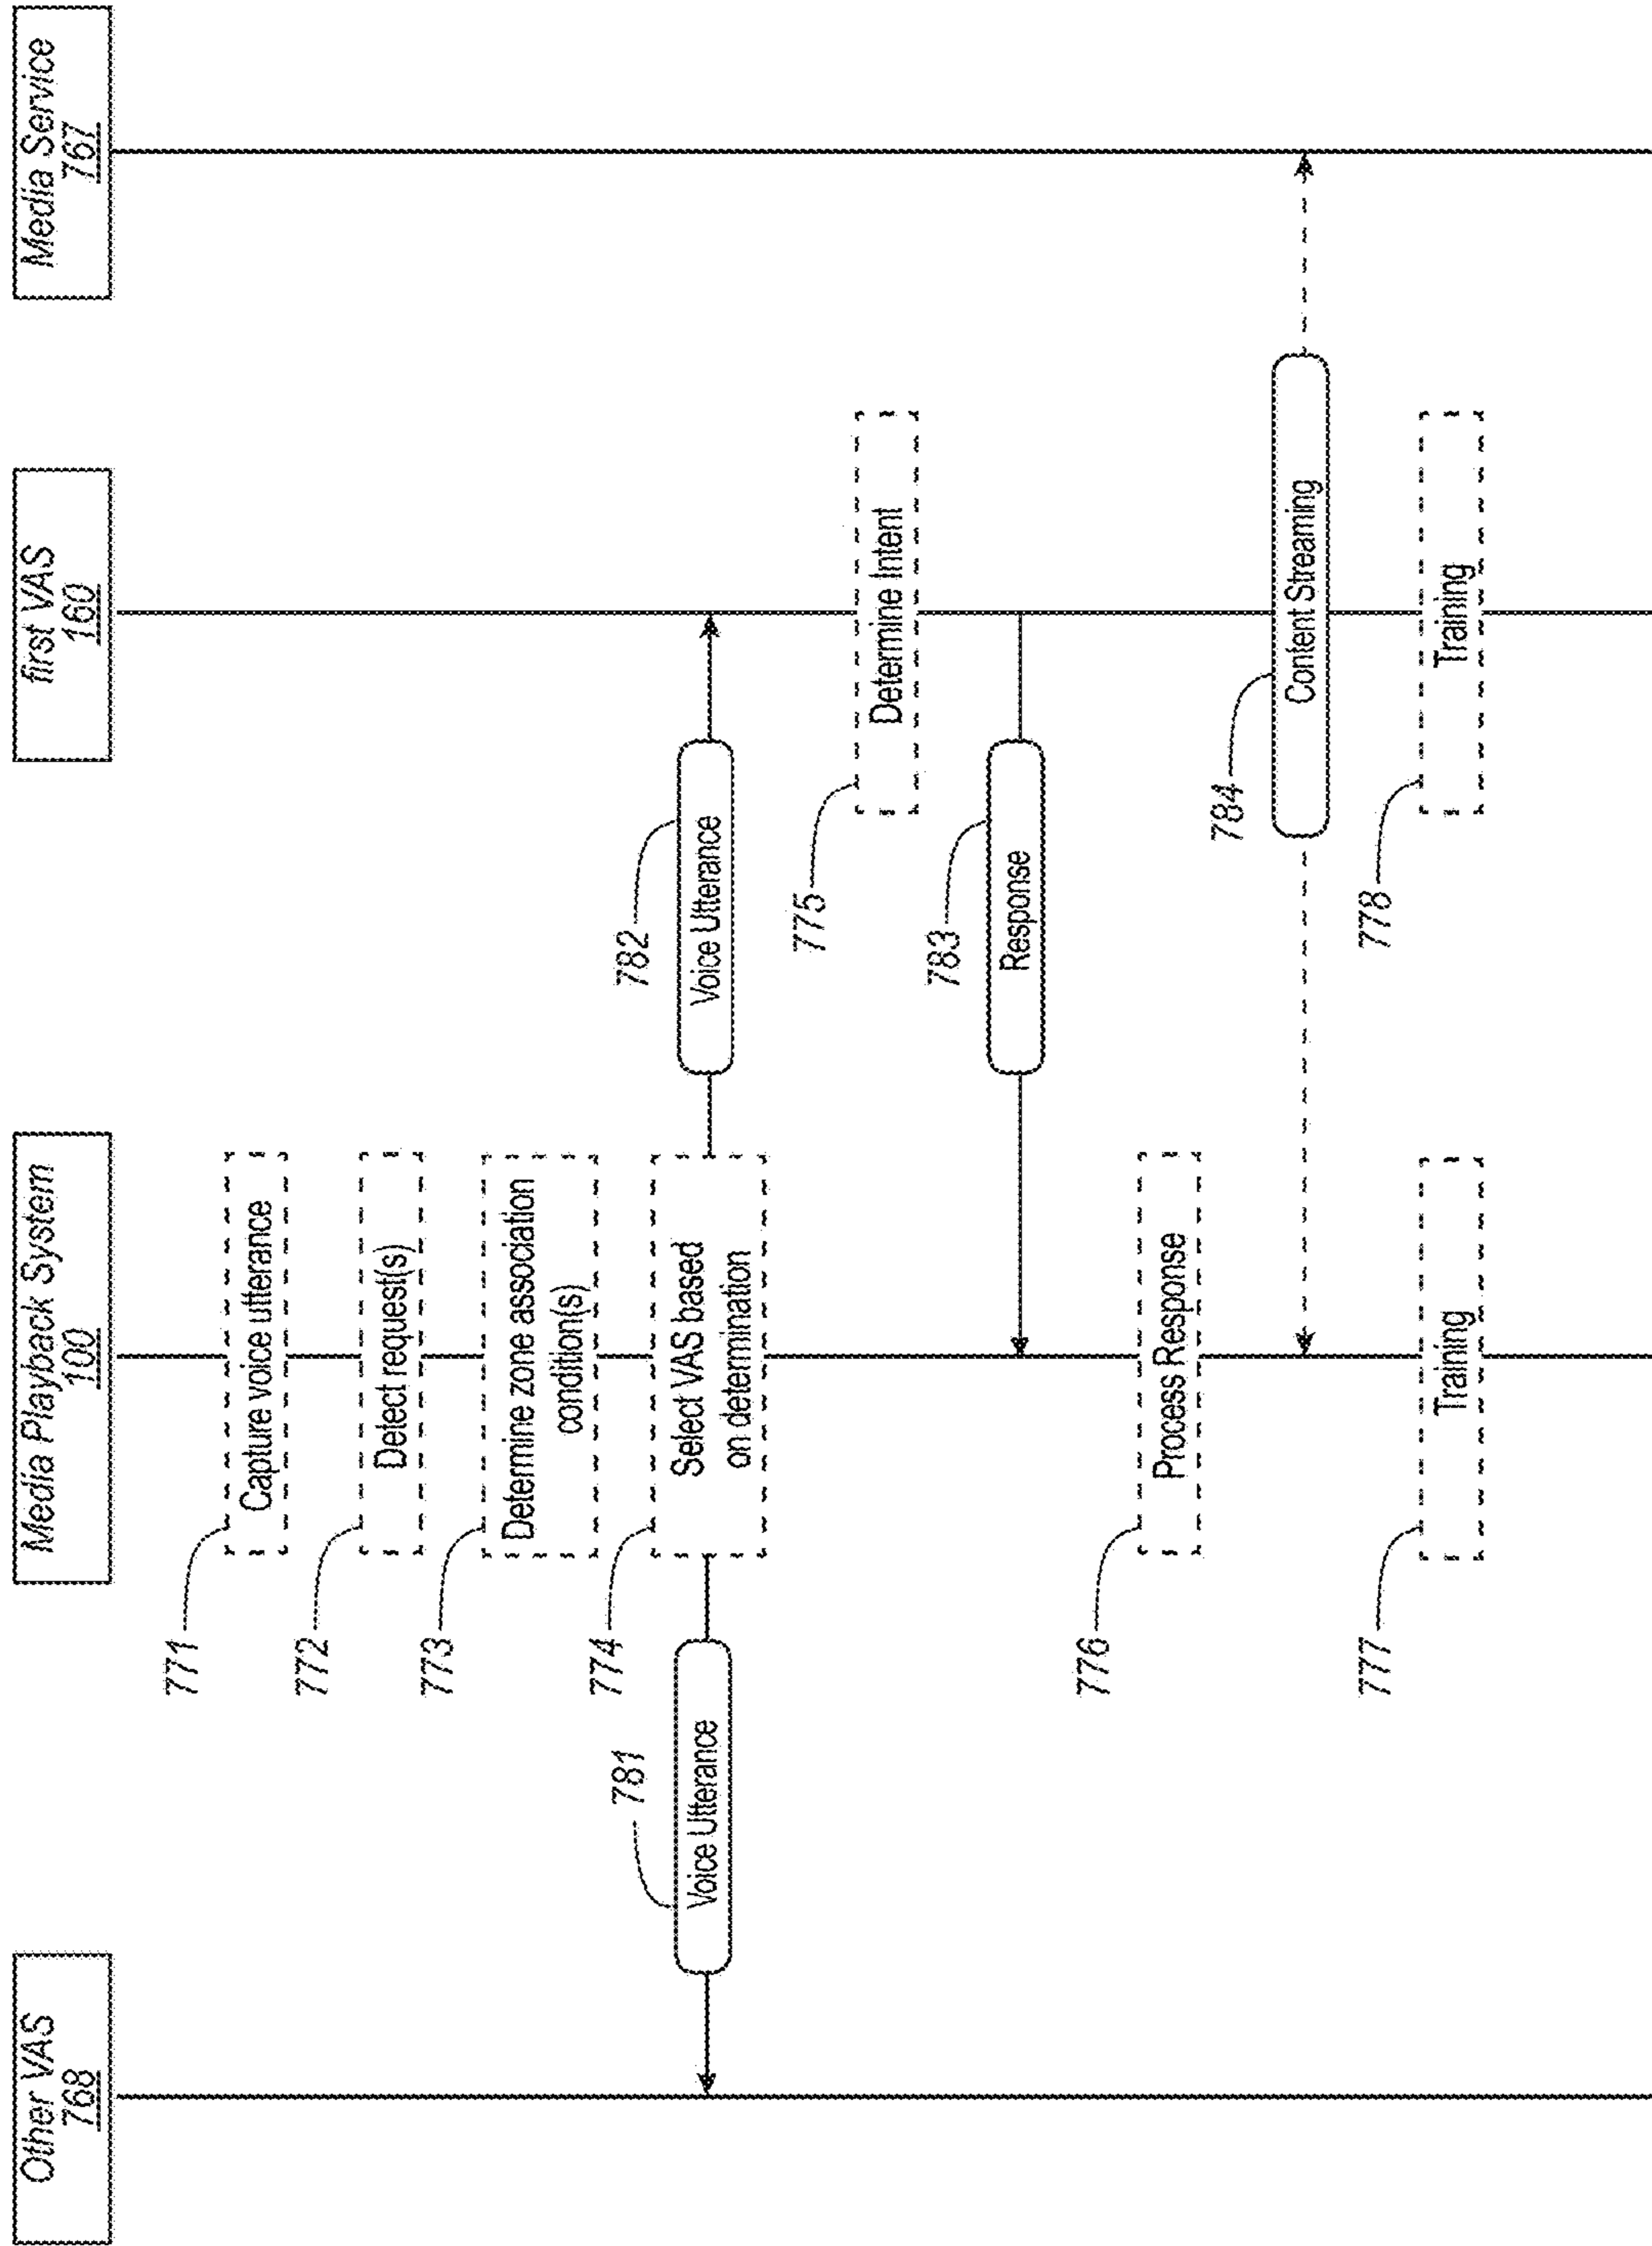 Other VAS
768
Media Playback System
100
first VAS
160
Media Service
767
771
Capture voice utterance
772
Detect request(s)
773
Determine zone association
condition(s)
774
Select VAS based
on determination
781
Voice Utterance
782
Voice Utterance
775
Determine Intent
783
Response
776
Process Response
784
Content Streaming
777
Training
778
Training